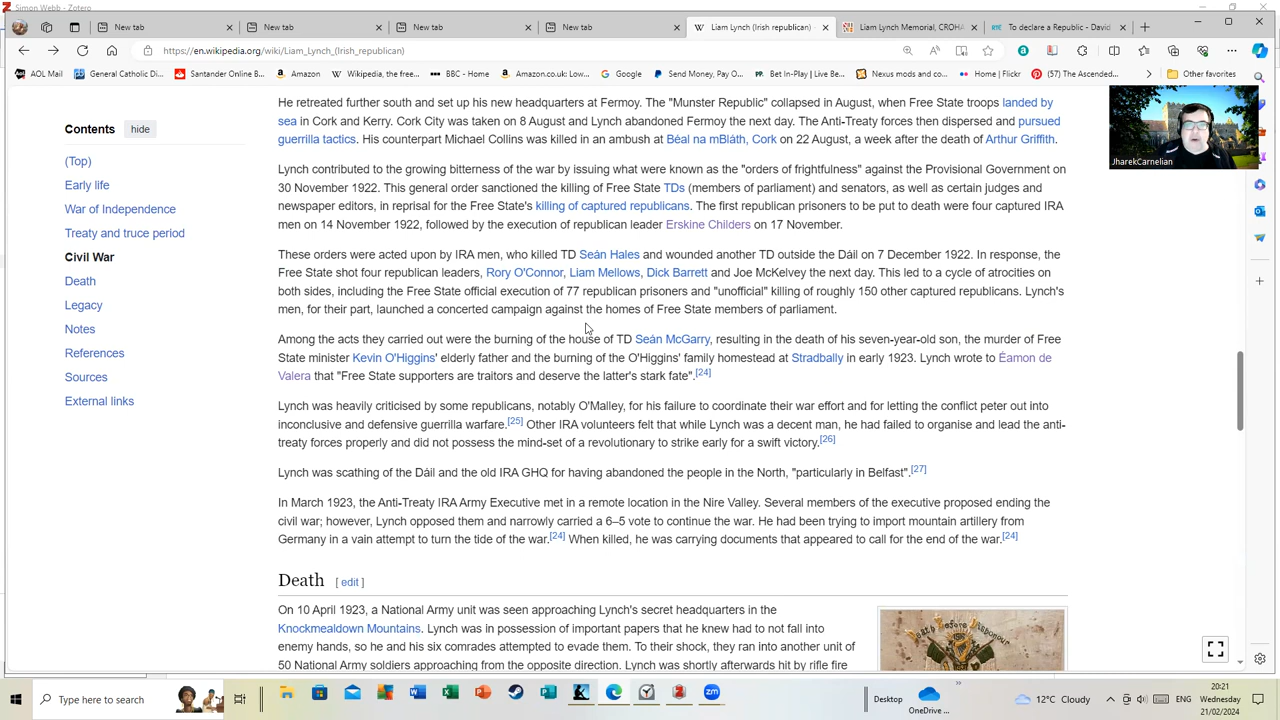 Simon Webb - Zotero
New tab
New tab
New tab
New tab
Liam Lynch (Irish republican)
Liam Lynch Memorial, CROHA
To declare a Republic - David
https://en.wikipedia.org/wiki/Liam_Lynch_(Irish_republican)
AOL Mail
General Catholic Di...
Santander Online B...
Amazon
Wikipedia, the free...
BBC - Home
Amazon.co.uk: Low...
Google
Send Money, Pay O...
Bet In-Play | Live Be...
Nexus mods and co...
Home | Flickr
(57) The Ascended...
Other favorites
JharekCarnelian
Contents hide
(Top)
Early life
War of Independence
Treaty and truce period
Civil War
Death
Legacy
Notes
References
Sources
External links
He retreated further south and set up his new headquarters at Fermoy. The "Munster Republic" collapsed in August, when Free State troops landed by
sea in Cork and Kerry. Cork City was taken on 8 August and Lynch abandoned Fermoy the next day. The Anti-Treaty forces then dispersed and pursued
guerrilla tactics. His counterpart Michael Collins was killed in an ambush at Béal na mBláth, Cork on 22 August, a week after the death of Arthur Griffith.
Lynch contributed to the growing bitterness of the war by issuing what were known as the "orders of frightfulness" against the Provisional Government on
30 November 1922. This general order sanctioned the killing of Free State TDs (members of parliament) and senators, as well as certain judges and
newspaper editors, in reprisal for the Free State's killing of captured republicans. The first republican prisoners to be put to death were four captured IRA
men on 14 November 1922, followed by the execution of republican leader Erskine Childers on 17 November.
These orders were acted upon by IRA men, who killed TD Seán Hales and wounded another TD outside the Dáil on 7 December 1922. In response, the
Free State shot four republican leaders, Rory O'Connor, Liam Mellows, Dick Barrett and Joe McKelvey the next day. This led to a cycle of atrocities on
both sides, including the Free State official execution of 77 republican prisoners and "unofficial" killing of roughly 150 other captured republicans. Lynch's
men, for their part, launched a concerted campaign against the homes of Free State members of parliament.
Among the acts they carried out were the burning of the house of TD Seán McGarry, resulting in the death of his seven-year-old son, the murder of Free
State minister Kevin O'Higgins' elderly father and the burning of the O'Higgins' family homestead at Stradbally in early 1923. Lynch wrote to Éamon de
Valera that "Free State supporters are traitors and deserve the latter's stark fate".[24]
Lynch was heavily criticised by some republicans, notably O'Malley, for his failure to coordinate their war effort and for letting the conflict peter out into
inconclusive and defensive guerrilla warfare.[25] Other IRA volunteers felt that while Lynch was a decent man, he had failed to organise and lead the anti-
treaty forces properly and did not possess the mind-set of a revolutionary to strike early for a swift victory.[26]
Lynch was scathing of the Dáil and the old IRA GHQ for having abandoned the people in the North, "particularly in Belfast".[27]
In March 1923, the Anti-Treaty IRA Army Executive met in a remote location in the Nire Valley. Several members of the executive proposed ending the
civil war; however, Lynch opposed them and narrowly carried a 6–5 vote to continue the war. He had been trying to import mountain artillery from
Germany in a vain attempt to turn the tide of the war.[24] When killed, he was carrying documents that appeared to call for the end of the war.[24]
Death [ edit ]
On 10 April 1923, a National Army unit was seen approaching Lynch's secret headquarters in the
Knockmealdown Mountains. Lynch was in possession of important papers that he knew had to not fall into
enemy hands, so he and his six comrades attempted to evade them. To their shock, they ran into another unit of
50 National Army soldiers approaching from the opposite direction. Lynch was shortly afterwards hit by rifle fire
Death Before Dishonour
Type here to search
Desktop
OneDrive ...
12°C Cloudy
ENG
20:21
Wednesday
21/02/2024